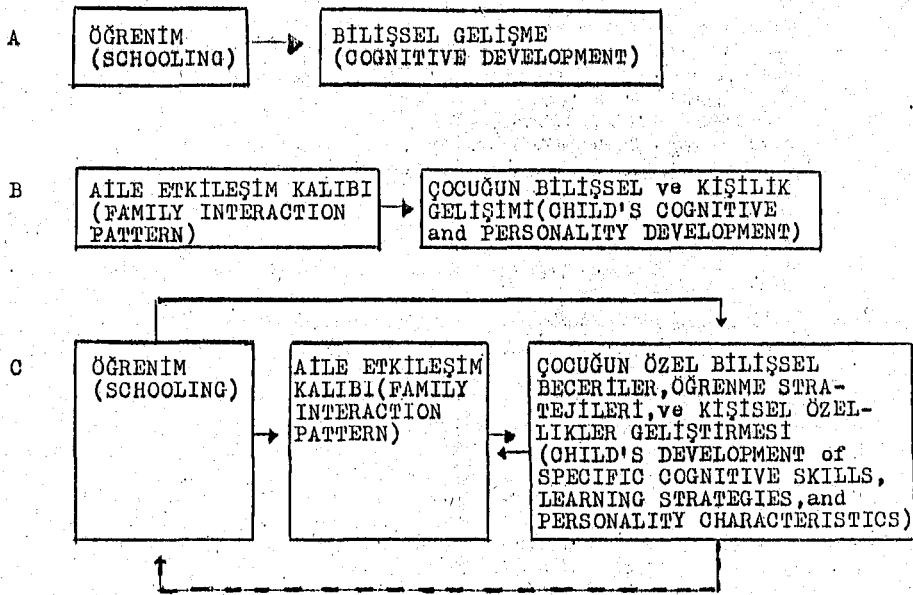 A
ÖĞRENİM
(SCHOOLING)
BİLİŞSEL GELİŞME
(COGNITIVE DEVELOPMENT)
B
AİLE ETKİLEŞİM KALIBI
(FAMILY INTERACTION
PATTERN)
ÇOCUĞUN BİLİŞSEL ve KİŞİLİK
GELİŞİMİ(CHILD'S COGNITIVE
and PERSONALITY DEVELOPMENT)
C
ÖĞRENİM
(SCHOOLING)
AİLE ETKİLEŞİM
KALIBI(FAMILY
INTERACTION
PATTERN)
ÇOCUĞUN ÖZEL BİLİŞSEL
BECERİLER,ÖĞRENME STRA-
TEJİLERİ,ve KİŞİSEL ÖZEL-
LIKLER GELİŞTİRMESİ
(CHILD'S DEVELOPMENT of
SPECIFIC COGNITIVE SKILLS,
LEARNING STRATEGIES,and
PERSONALITY CHARACTERISTICS)